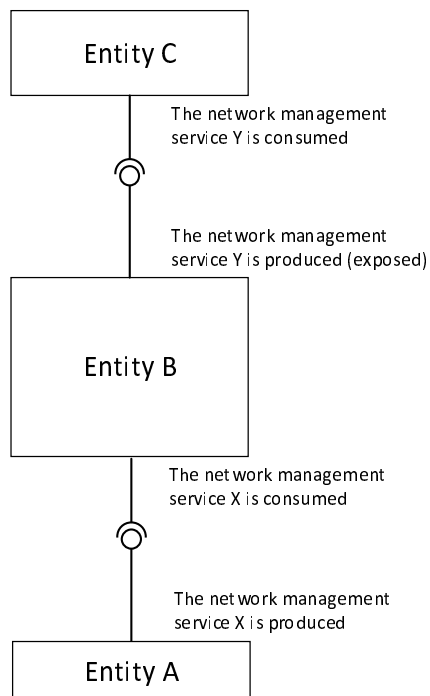 Entity C
The network management
service Y is consumed
The network management
service Y is produced (exposed)
Entity B
The network management
service X is consumed
The network management
service X is produced
Entity A